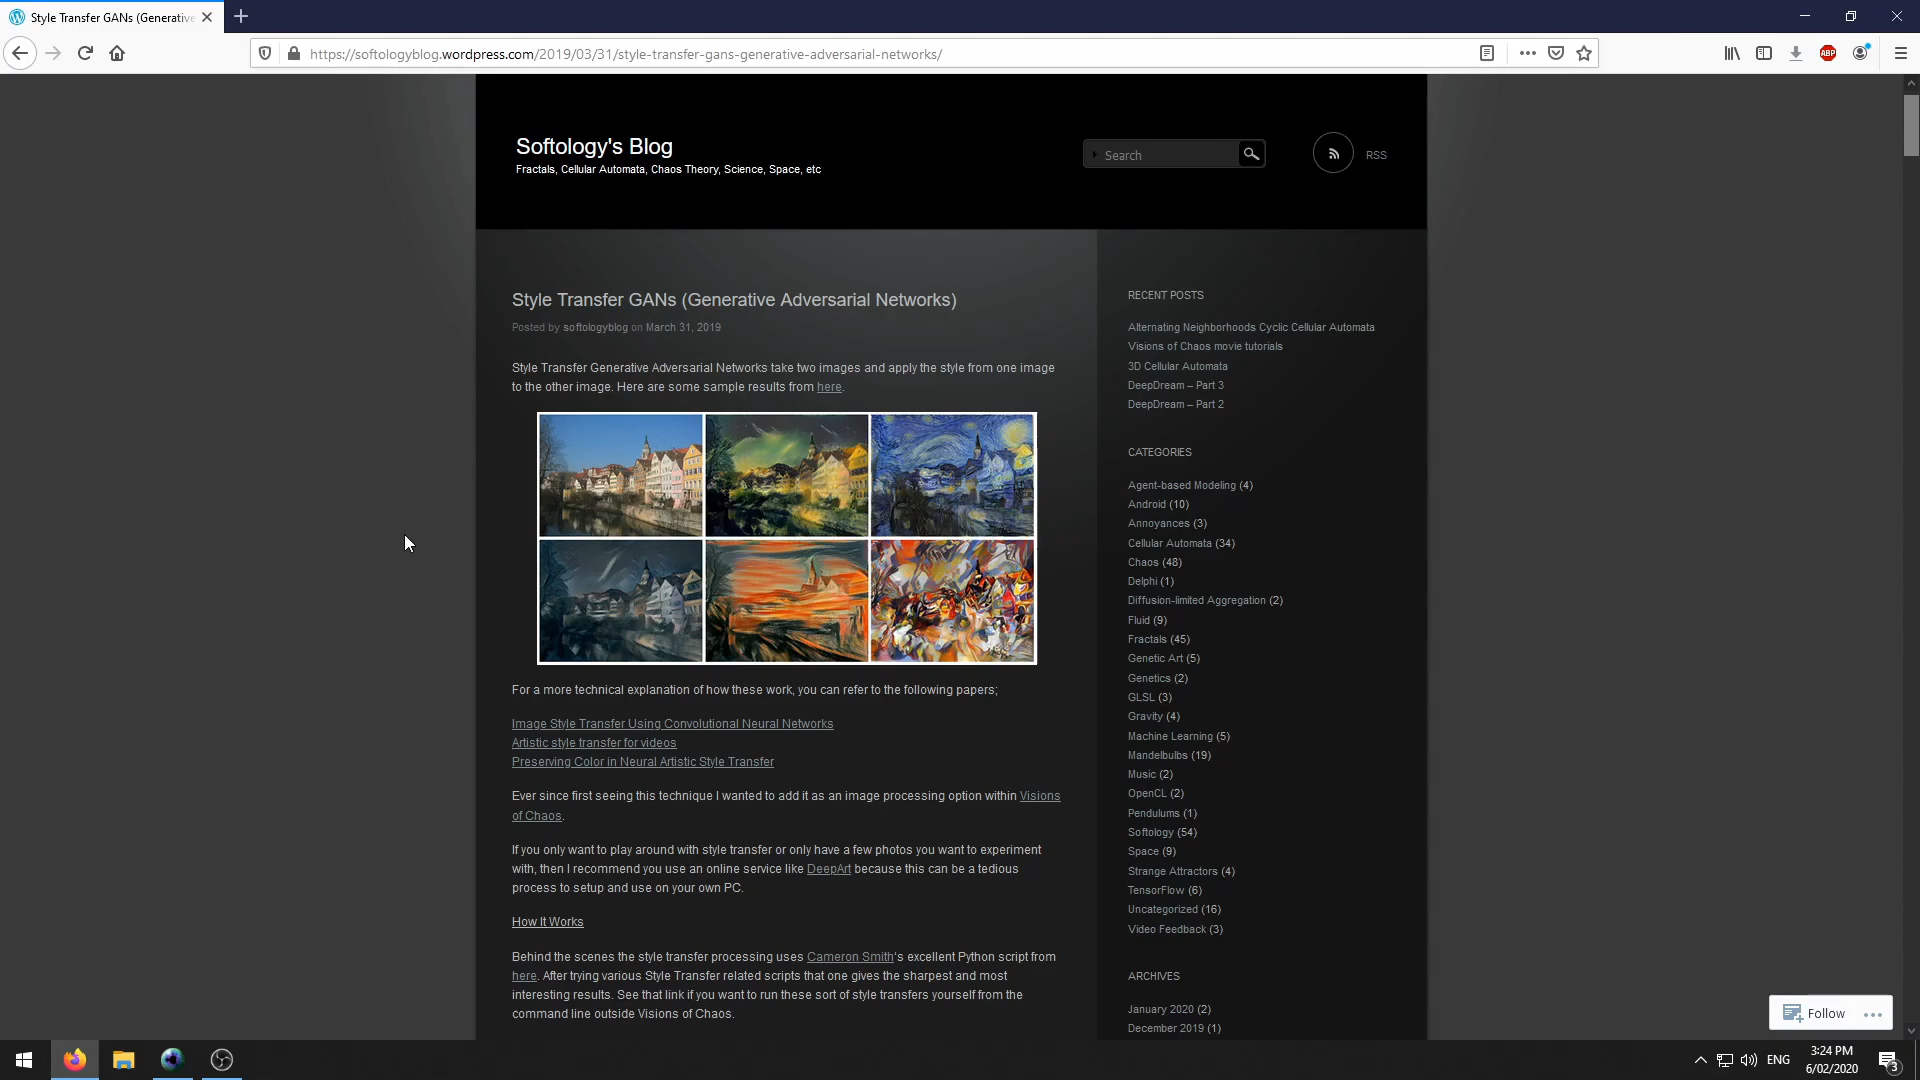 Style Transfer GANs (Generative
https://softologyblog.wordpress.com/2019/03/31/style-transfer-gans-generative-adversarial-networks/
ABP
Softology's Blog
Fractals, Cellular Automata, Chaos Theory, Science, Space, etc
Search
RSS
Style Transfer GANs (Generative Adversarial Networks)
Posted by softologyblog on March 31, 2019
Style Transfer Generative Adversarial Networks take two images and apply the style from one image
to the other image. Here are some sample results from here.
For a more technical explanation of how these work, you can refer to the following papers;
Image Style Transfer Using Convolutional Neural Networks
Artistic style transfer for videos
Preserving Color in Neural Artistic Style Transfer
Ever since first seeing this technique I wanted to add it as an image processing option within Visions
of Chaos.
If you only want to play around with style transfer or only have a few photos you want to experiment
with, then I recommend you use an online service like DeepArt because this can be a tedious
process to setup and use on your own PC.
How It Works
Behind the scenes the style transfer processing uses Cameron Smith's excellent Python script from
here. After trying various Style Transfer related scripts that one gives the sharpest and most
interesting results. See that link if you want to run these sort of style transfers yourself from the
command line outside Visions of Chaos.
RECENT POSTS
Alternating Neighborhoods Cyclic Cellular Automata
Visions of Chaos movie tutorials
3D Cellular Automata
DeepDream – Part 3
DeepDream – Part 2
CATEGORIES
Agent-based Modeling (4)
Android (10)
Annoyances (3)
Cellular Automata (34)
Chaos (48)
Delphi (1)
Diffusion-limited Aggregation (2)
Fluid (9)
Fractals (45)
Genetic Art (5)
Genetics (2)
GLSL (3)
Gravity (4)
Machine Learning (5)
Mandelbulbs (19)
Music (2)
OpenCL (2)
Pendulums (1)
Softology (54)
Space (9)
Strange Attractors (4)
TensorFlow (6)
Uncategorized (16)
Video Feedback (3)
ARCHIVES
January 2020 (2)
December 2019 (1)
Follow
ENG
3:24 PM
6/02/2020
3